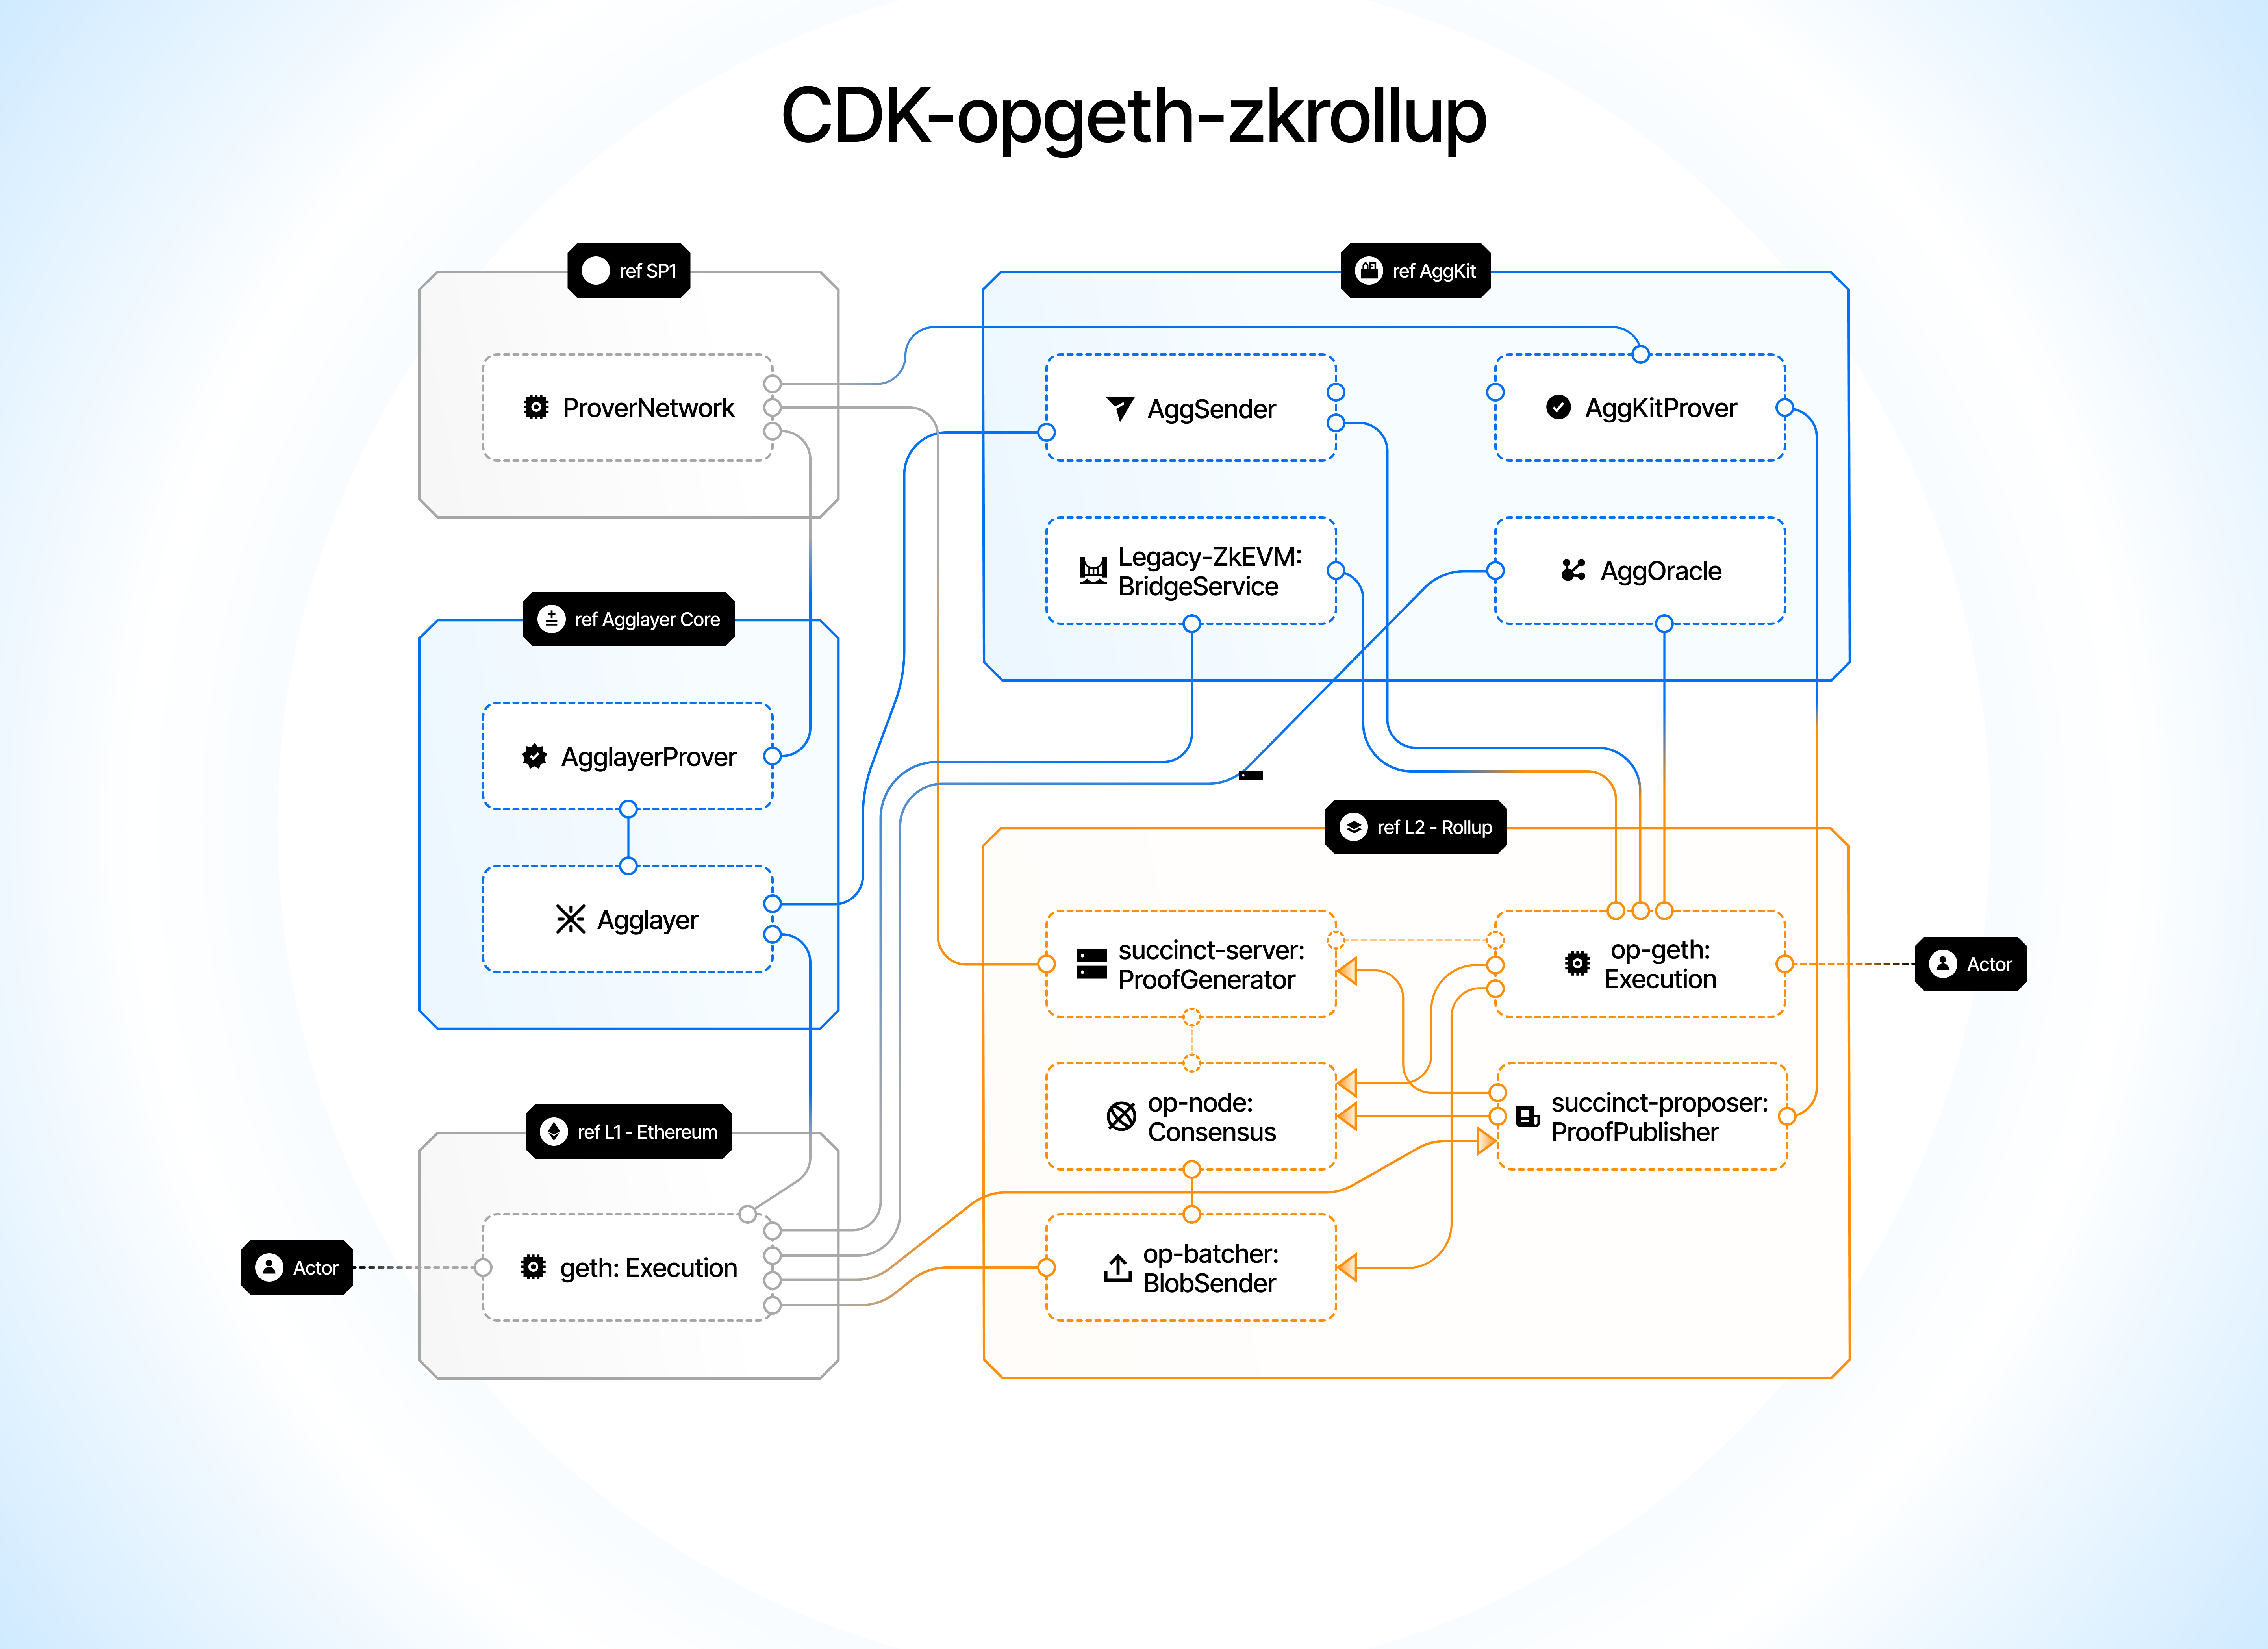 CDK-opgeth-zkrollup
ref SP1
ProverNetwork
ref AggKit
AggSender
AggKitProver
Legacy-ZkEVM:
BridgeService
AggOracle
ref Agglayer Core
AgglayerProver
Agglayer
ref L2 - Rollup
succinct-server:
ProofGenerator
op-geth:
Execution
Actor
op-node:
Consensus
succinct-proposer:
ProofPublisher
op-batcher:
BlobSender
ref L1 - Ethereum
geth: Execution
Actor